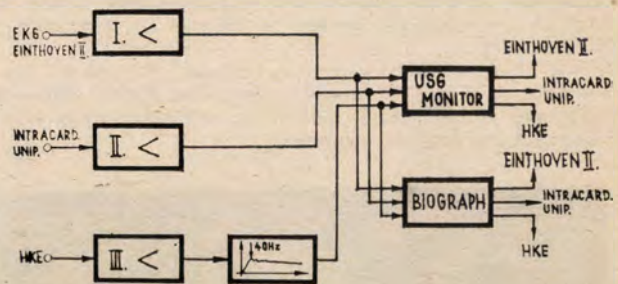 EKG
EINTHOVEN II.
I. <
INTRACARD.
UNIP.
II. <
HKE
III. <
40Hz
USG
MONITOR
EINTHOVEN II.
INTRACARD.
UNIP.
HKE
BIOGRAPH
EINTHOVEN II.
INTRACARD.
UNIP.
HKE